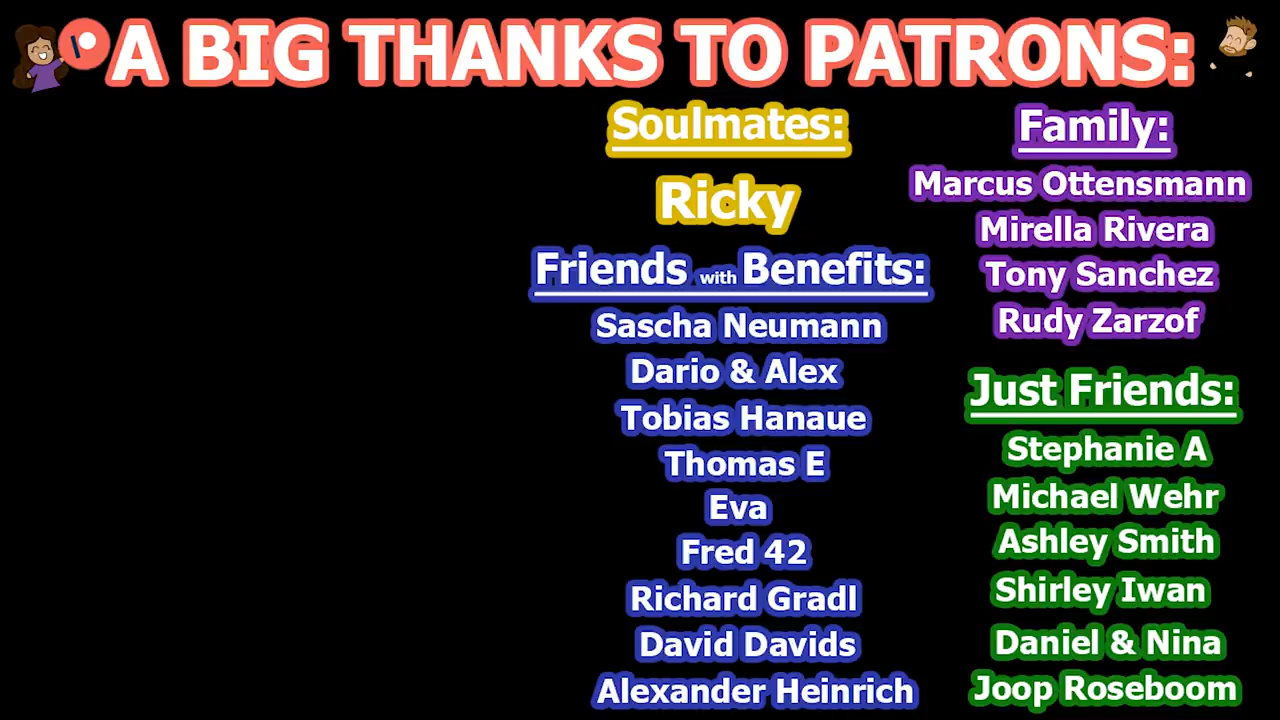 A BIG THANKS TO PATRONS:
Soulmates:
Ricky
Friends with Benefits:
Sascha Neumann
Dario & Alex
Tobias Hanaue
Thomas E
Eva
Fred 42
Richard Gradl
David Davids
Alexander Heinrich
Family:
Marcus Ottensmann
Mirella Rivera
Tony Sanchez
Rudy Zarzof
Just Friends:
Stephanie A
Michael Wehr
Ashley Smith
Shirley Iwan
Daniel & Nina
Joop Roseboom